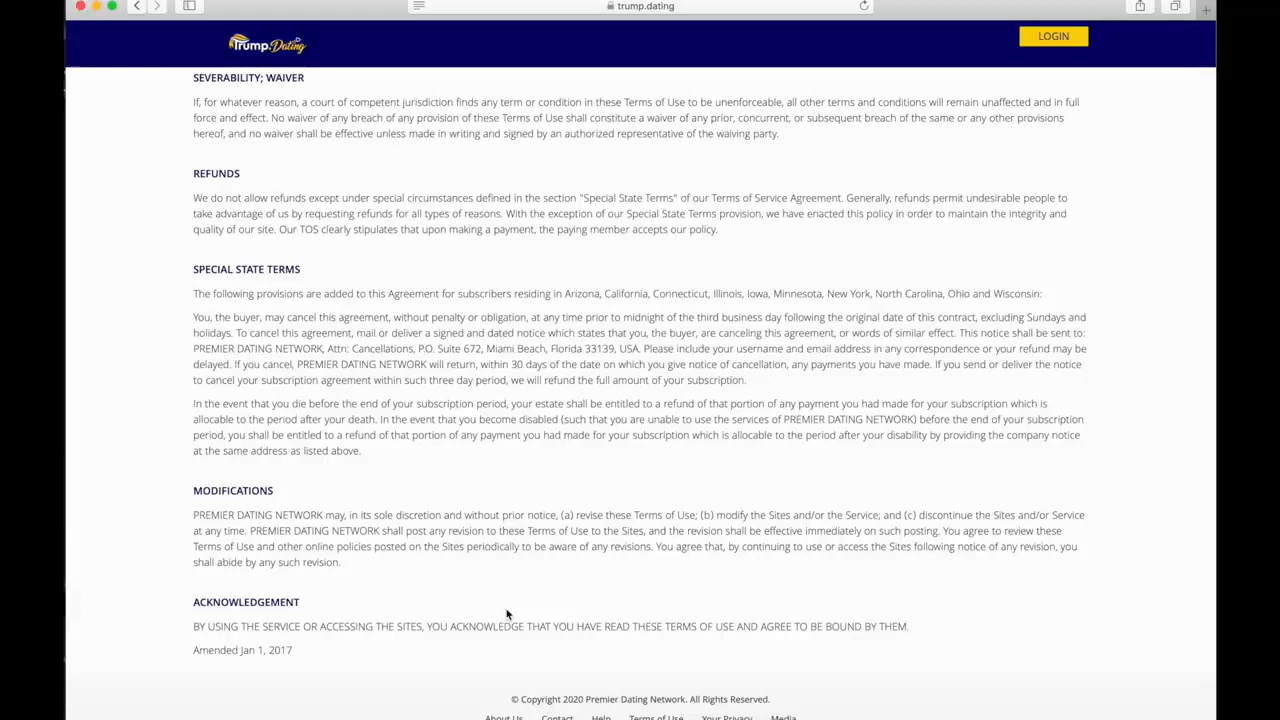 trump.dating
Trump.Dating
LOGIN
SEVERABILITY; WAIVER
If, for whatever reason, a court of competent jurisdiction finds any term or condition in these Terms of Use to be unenforceable, all other terms and conditions will remain unaffected and in full
force and effect. No waiver of any breach of any provision of these Terms of Use shall constitute a waiver of any prior, concurrent, or subsequent breach of the same or any other provisions
hereof, and no waiver shall be effective unless made in writing and signed by an authorized representative of the waiving party.
REFUNDS
We do not allow refunds except under special circumstances defined in the section "Special State Terms" of our Terms of Service Agreement. Generally, refunds permit undesirable people to
take advantage of us by requesting refunds for all types of reasons. With the exception of our Special State Terms provision, we have enacted this policy in order to maintain the integrity and
quality of our site. Our TOS clearly stipulates that upon making a payment, the paying member accepts our policy.
SPECIAL STATE TERMS
The following provisions are added to this Agreement for subscribers residing in Arizona, California, Connecticut, Illinois, Iowa, Minnesota, New York, North Carolina, Ohio and Wisconsin:
You, the buyer, may cancel this agreement, without penalty or obligation, at any time prior to midnight of the third business day following the original date of this contract, excluding Sundays and
holidays. To cancel this agreement, mail or deliver a signed and dated notice which states that you, the buyer, are canceling this agreement, or words of similar effect. This notice shall be sent to:
PREMIER DATING NETWORK, Attn: Cancellations, P.O. Suite 672, Miami Beach, Florida 33139, USA. Please include your username and email address in any correspondence or your refund may be
delayed. If you cancel, PREMIER DATING NETWORK will return, within 30 days of the date on which you give notice of cancellation, any payments you have made. If you send or deliver the notice
to cancel your subscription agreement within such three day period, we will refund the full amount of your subscription.
In the event that you die before the end of your subscription period, your estate shall be entitled to a refund of that portion of any payment you had made for your subscription which is
allocable to the period after your death. In the event that you become disabled (such that you are unable to use the services of PREMIER DATING NETWORK) before the end of your subscription
period, you shall be entitled to a refund of that portion of any payment you had made for your subscription which is allocable to the period after your disability by providing the company notice
at the same address as listed above.
MODIFICATIONS
PREMIER DATING NETWORK may, in its sole discretion and without prior notice, (a) revise these Terms of Use; (b) modify the Sites and/or the Service; and (c) discontinue the Sites and/or Service
at any time. PREMIER DATING NETWORK shall post any revision to these Terms of Use to the Sites, and the revision shall be effective immediately on such posting. You agree to review these
Terms of Use and other online policies posted on the Sites periodically to be aware of any revisions. You agree that, by continuing to use or access the Sites following notice of any revision, you
shall abide by any such revision.
ACKNOWLEDGEMENT
BY USING THE SERVICE OR ACCESSING THE SITES, YOU ACKNOWLEDGE THAT YOU HAVE READ THESE TERMS OF USE AND AGREE TO BE BOUND BY THEM.
Amended Jan 1, 2017
© Copyright 2020 Premier Dating Network. All Rights Reserved.
About Us Contact Help Terms of Use Your Privacy Media